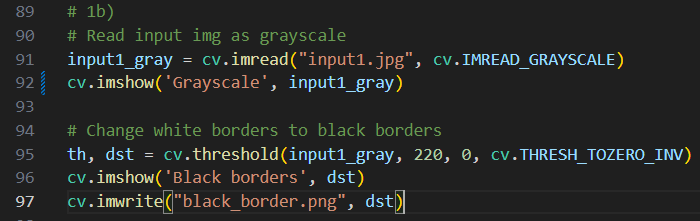 89 # 1b)
90 # Read input img as grayscale
91 input1_gray = cv.imread("input1.jpg", cv.IMREAD_GRAYSCALE)
92 cv.imshow('Grayscale', input1_gray)
93
94 # Change white borders to black borders
95 th, dst = cv.threshold(input1_gray, 220, 0, cv.THRESH_TOZERO_INV)
96 cv.imshow('Black borders', dst)
97 cv.imwrite("black_border.png", dst)